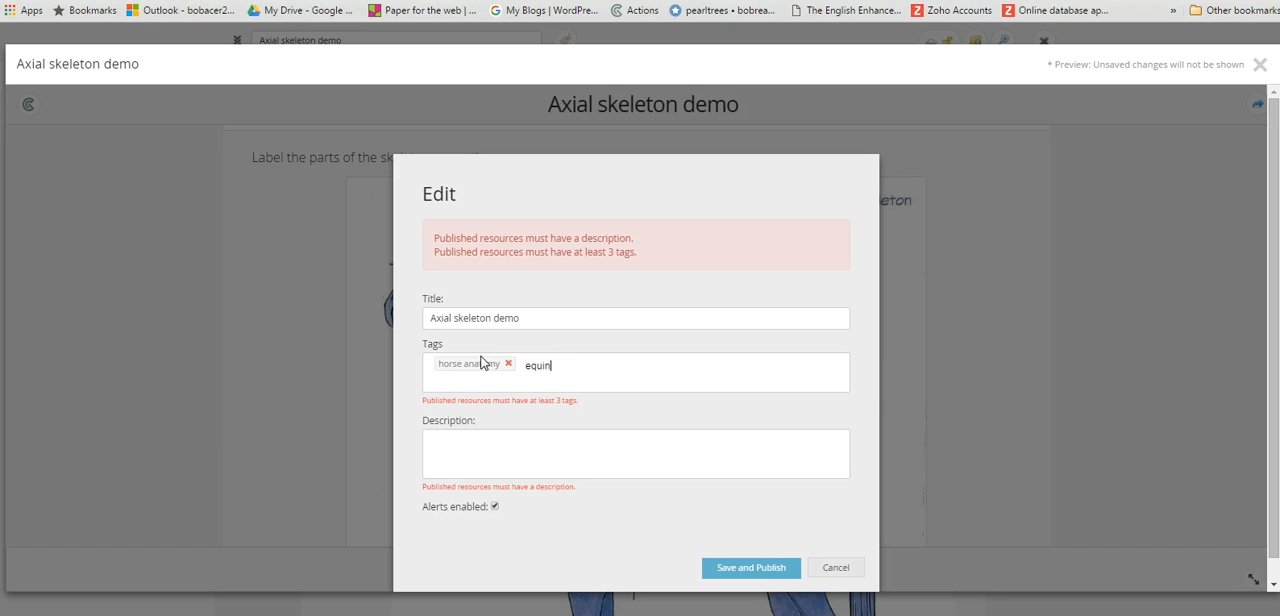 Apps Bookmarks Outlook - bobacer2... My Drive - Google ... Paper for the web | ... My Blogs | WordPre... Actions pearltrees • bobrea... The English Enhance... Zoho Accounts Online database ap... » Other bookmarks
Axial skeleton demo
Axial skeleton demo * Preview: Unsaved changes will not be shown
Axial skeleton demo
Label the parts of the sk
Edit
Published resources must have a description.
Published resources must have at least 3 tags.
Title:
Axial skeleton demo
Tags
horse anatomy equin
Published resources must have at least 3 tags.
Description:
Published resources must have a description.
Alerts enabled:
Save and Publish Cancel